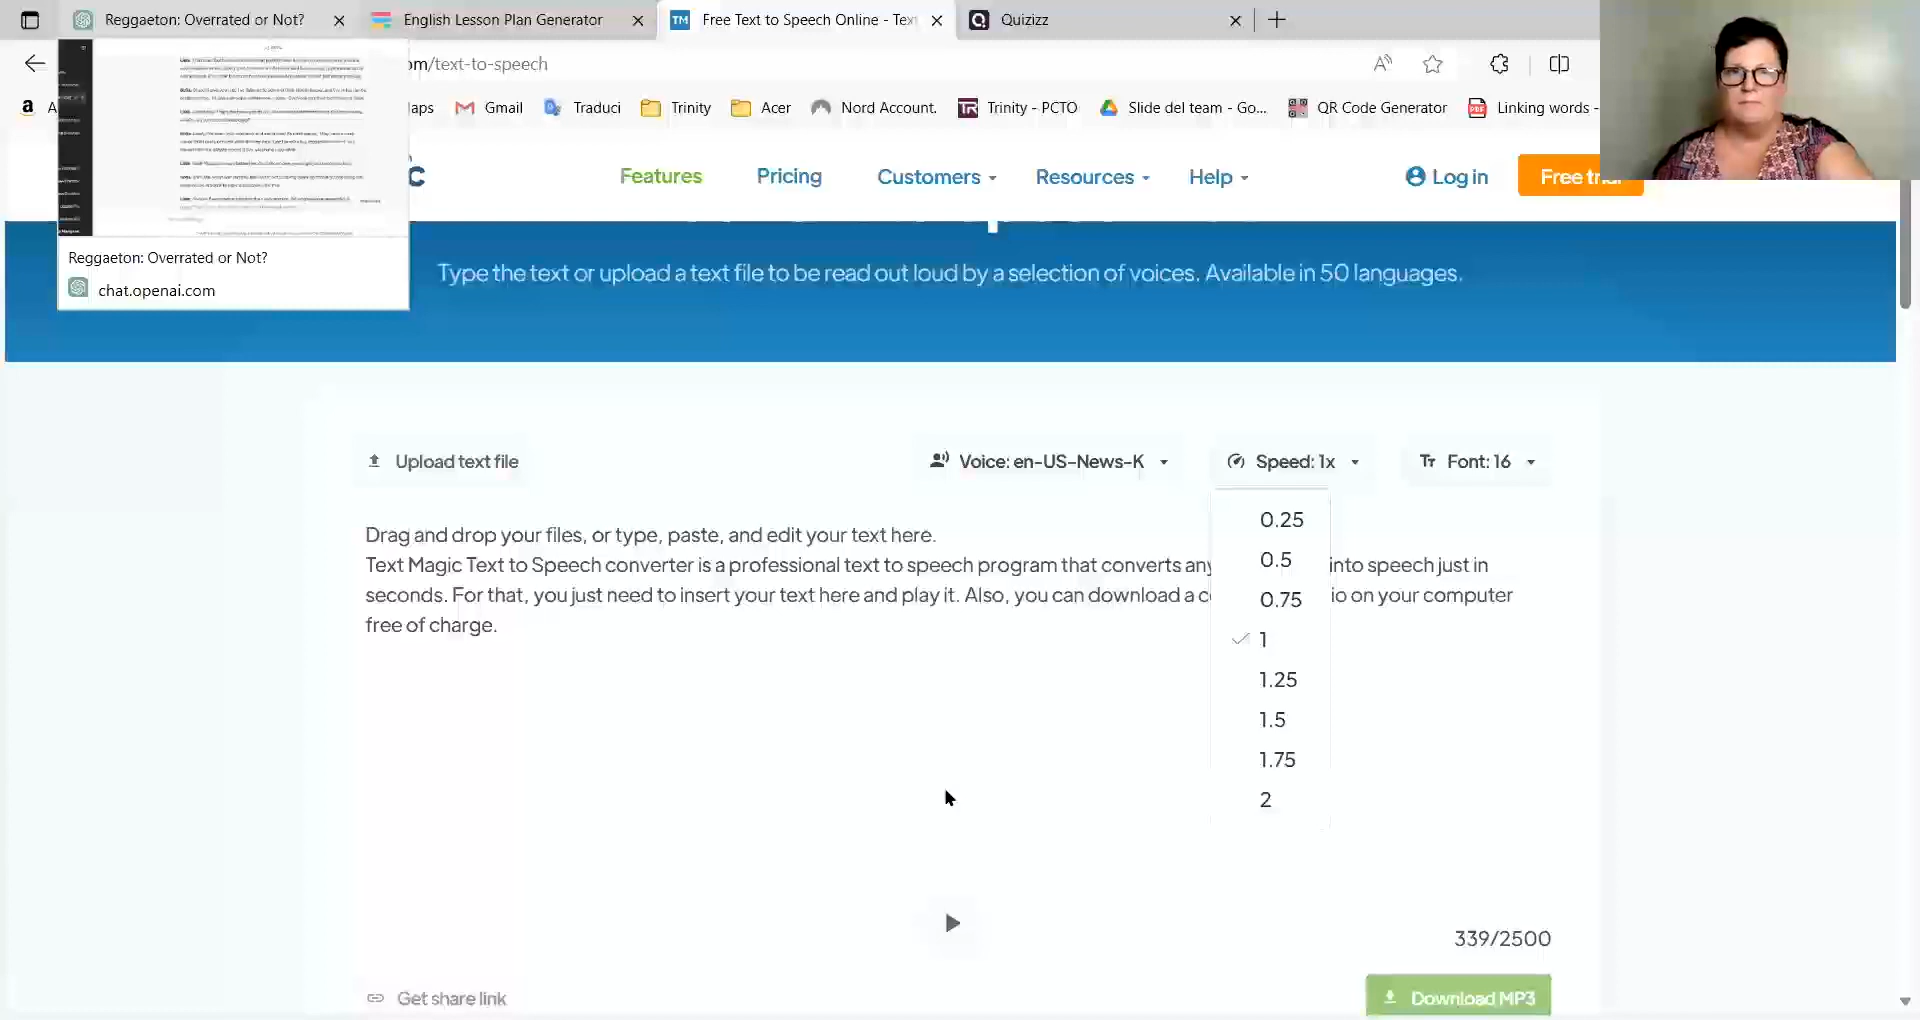 Reggaeton: Overrated or Not?
English Lesson Plan Generator
TM
Free Text to Speech Online - Tex
Quizizz
om/text-to-speech
a
A
aps
Gmail
Traduci
Trinity
Acer
Nord Account.
TR
Trinity - PCTO
Slide del team - Go...
QR Code Generator
PDF
Linking words -
c
Features
Pricing
Customers
Resources
Help
Log in
Free trial
Reggaeton: Overrated or Not?
chat.openai.com
Type the text or upload a text file to be read out loud by a selection of voices. Available in 50 languages.
Upload text file
Voice: en-US-News-K
Speed: 1x
Font: 16
Drag and drop your files, or type, paste, and edit your text here.
Text Magic Text to Speech converter is a professional text to speech program that converts any
into speech just in
seconds. For that, you just need to insert your text here and play it. Also, you can download a c
io on your computer
free of charge.
0.25
0.5
0.75
1
1.25
1.5
1.75
2
339/2500
Get share link
Download MP3